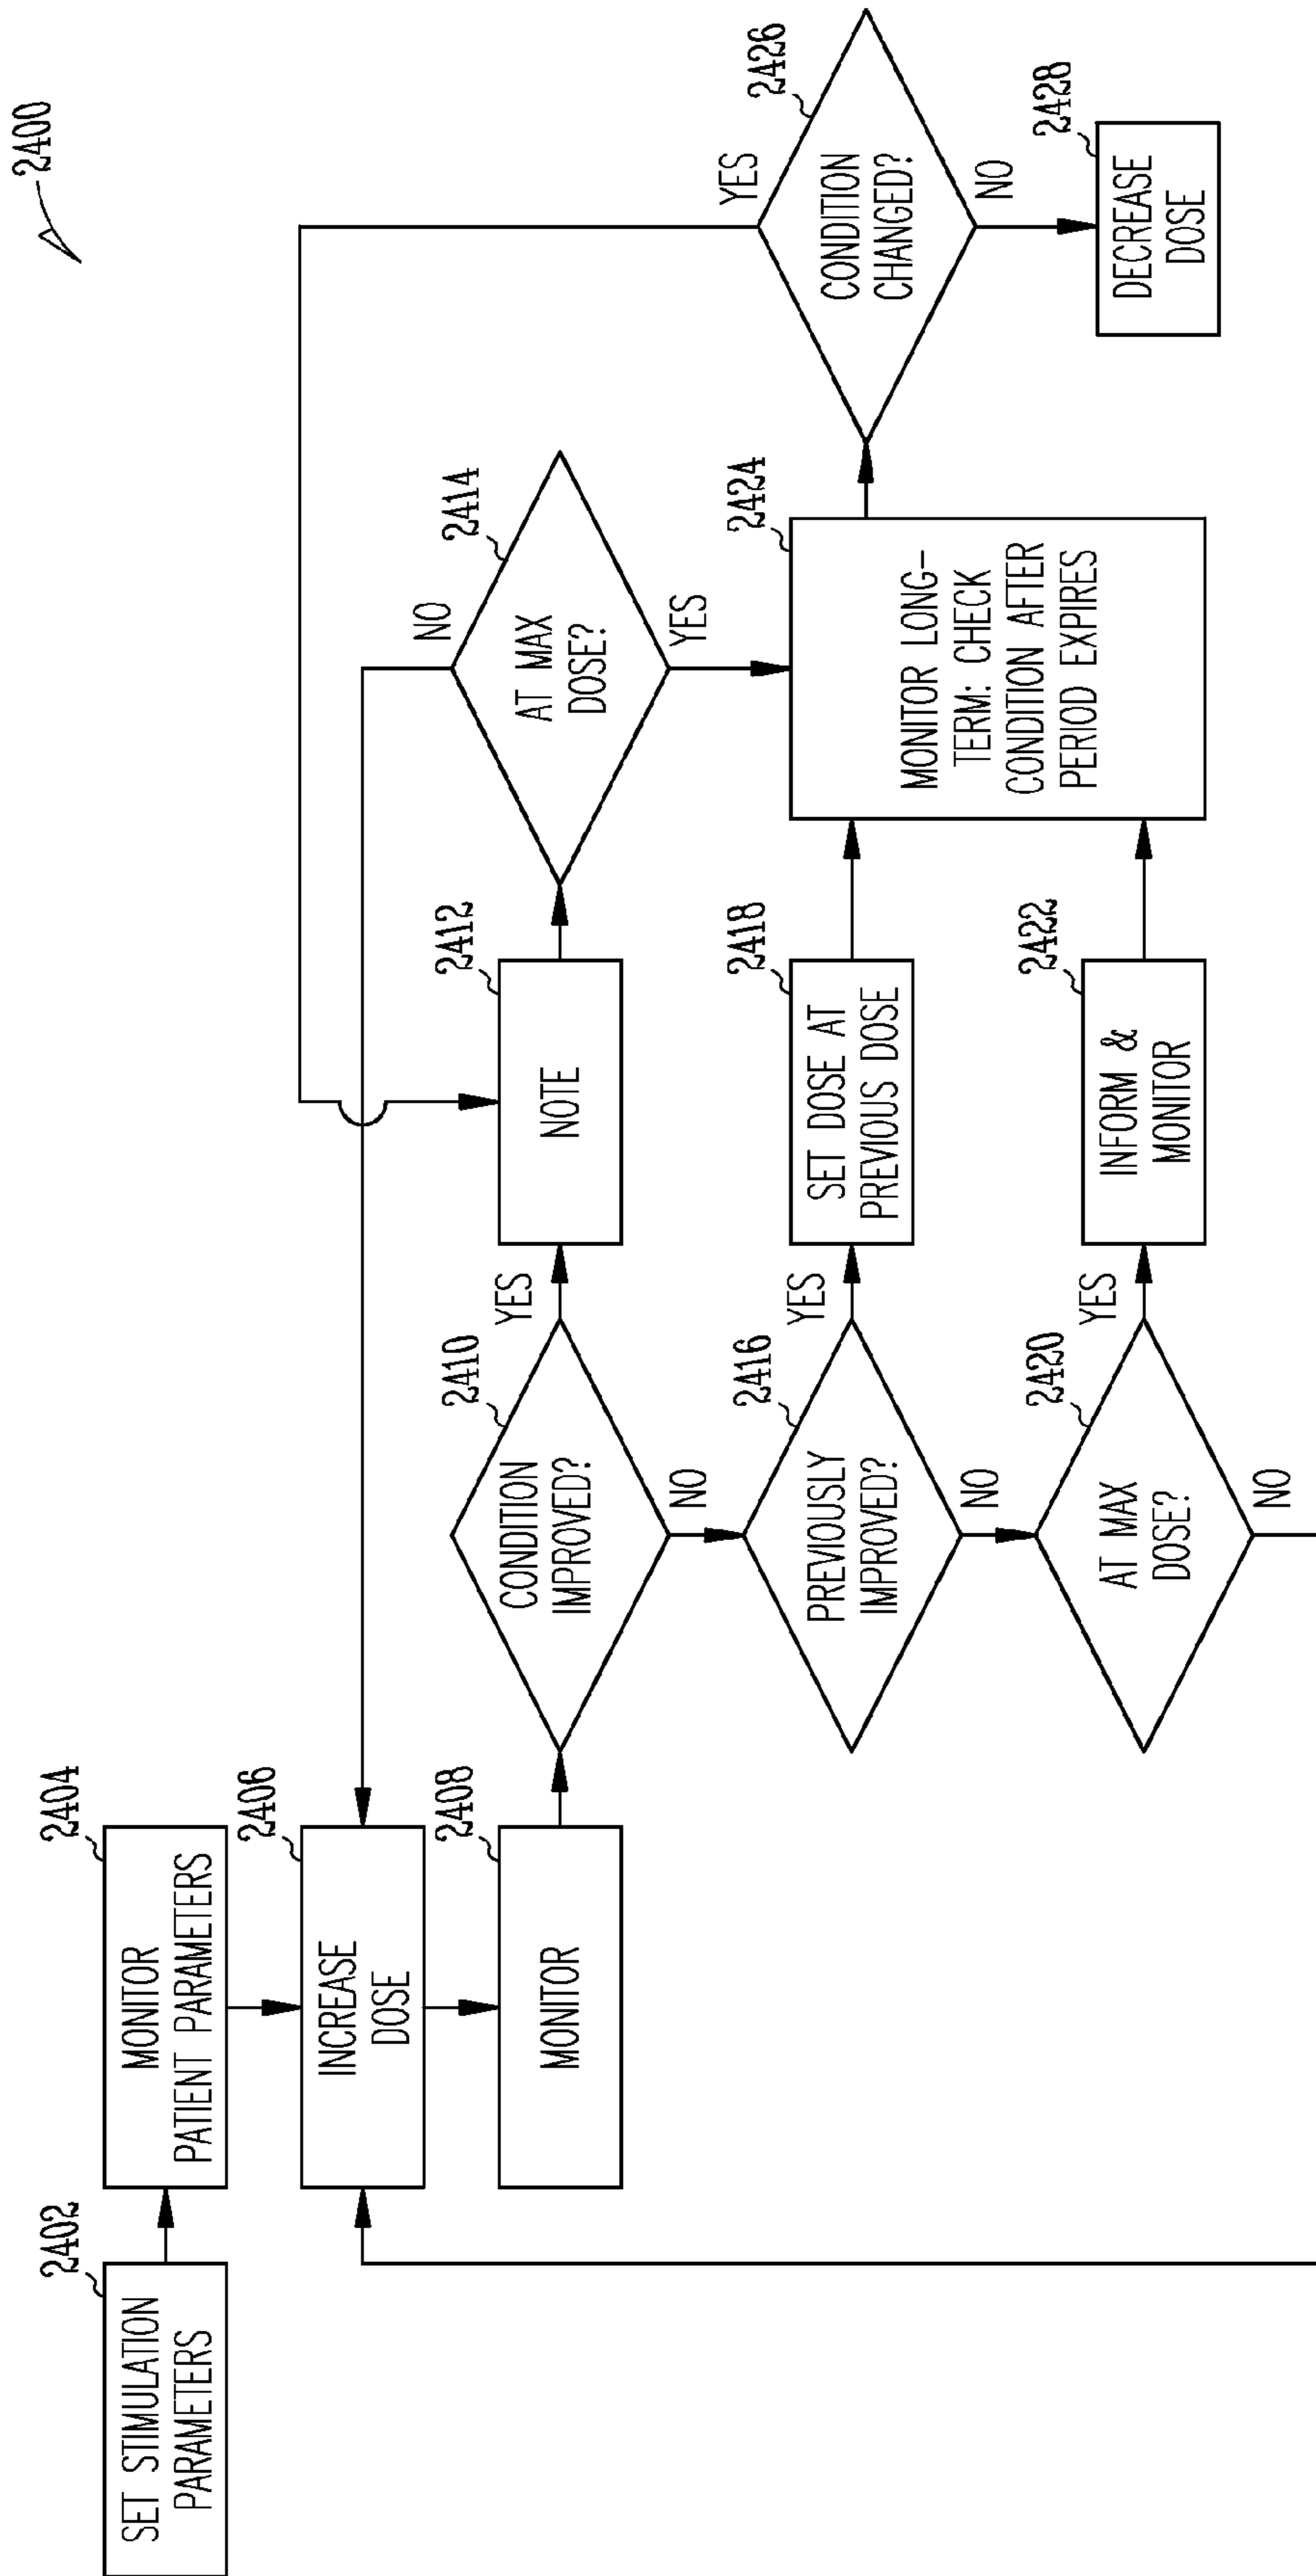 2400
2402
SET STIMULATION
PARAMETERS
2404
MONITOR
PATIENT PARAMETERS
2406
INCREASE
DOSE
2408
MONITOR
2410
CONDITION
IMPROVED?
YES
NO
2412
NOTE
2414
AT MAX
DOSE?
NO
YES
2416
PREVIOUSLY
IMPROVED?
YES
NO
2418
SET DOSE AT
PREVIOUS DOSE
2420
AT MAX
DOSE?
YES
NO
2422
INFORM &
MONITOR
2424
MONITOR LONG-
TERM: CHECK
CONDITION AFTER
PERIOD EXPIRES
2426
CONDITION
CHANGED?
YES
NO
2428
DECREASE
DOSE